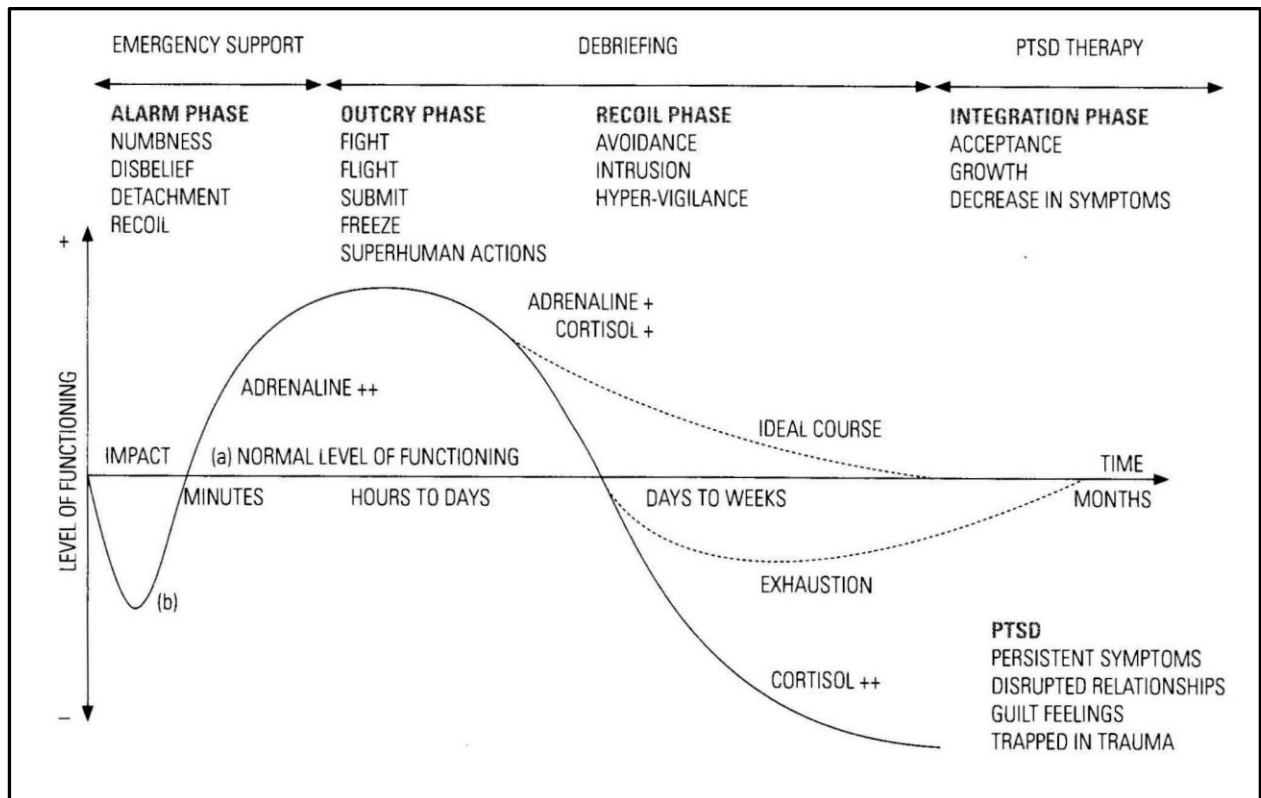 EMERGENCY SUPPORT
DEBRIEFING
PTSD THERAPY
ALARM PHASE
NUMBNESS
DISBELIEF
DETACHMENT
RECOIL
OUTCRY PHASE
FIGHT
FLIGHT
SUBMIT
FREEZE
SUPERHUMAN ACTIONS
RECOIL PHASE
AVOIDANCE
INTRUSION
HYPER-VIGILANCE
INTEGRATION PHASE
ACCEPTANCE
GROWTH
DECREASE IN SYMPTOMS
+
LEVEL OF FUNCTIONING
–
ADRENALINE ++
ADRENALINE +
CORTISOL +
IDEAL COURSE
IMPACT
(a) NORMAL LEVEL OF FUNCTIONING
TIME
MINUTES
HOURS TO DAYS
DAYS TO WEEKS
MONTHS
(b)
EXHAUSTION
CORTISOL ++
PTSD
PERSISTENT SYMPTOMS
DISRUPTED RELATIONSHIPS
GUILT FEELINGS
TRAPPED IN TRAUMA